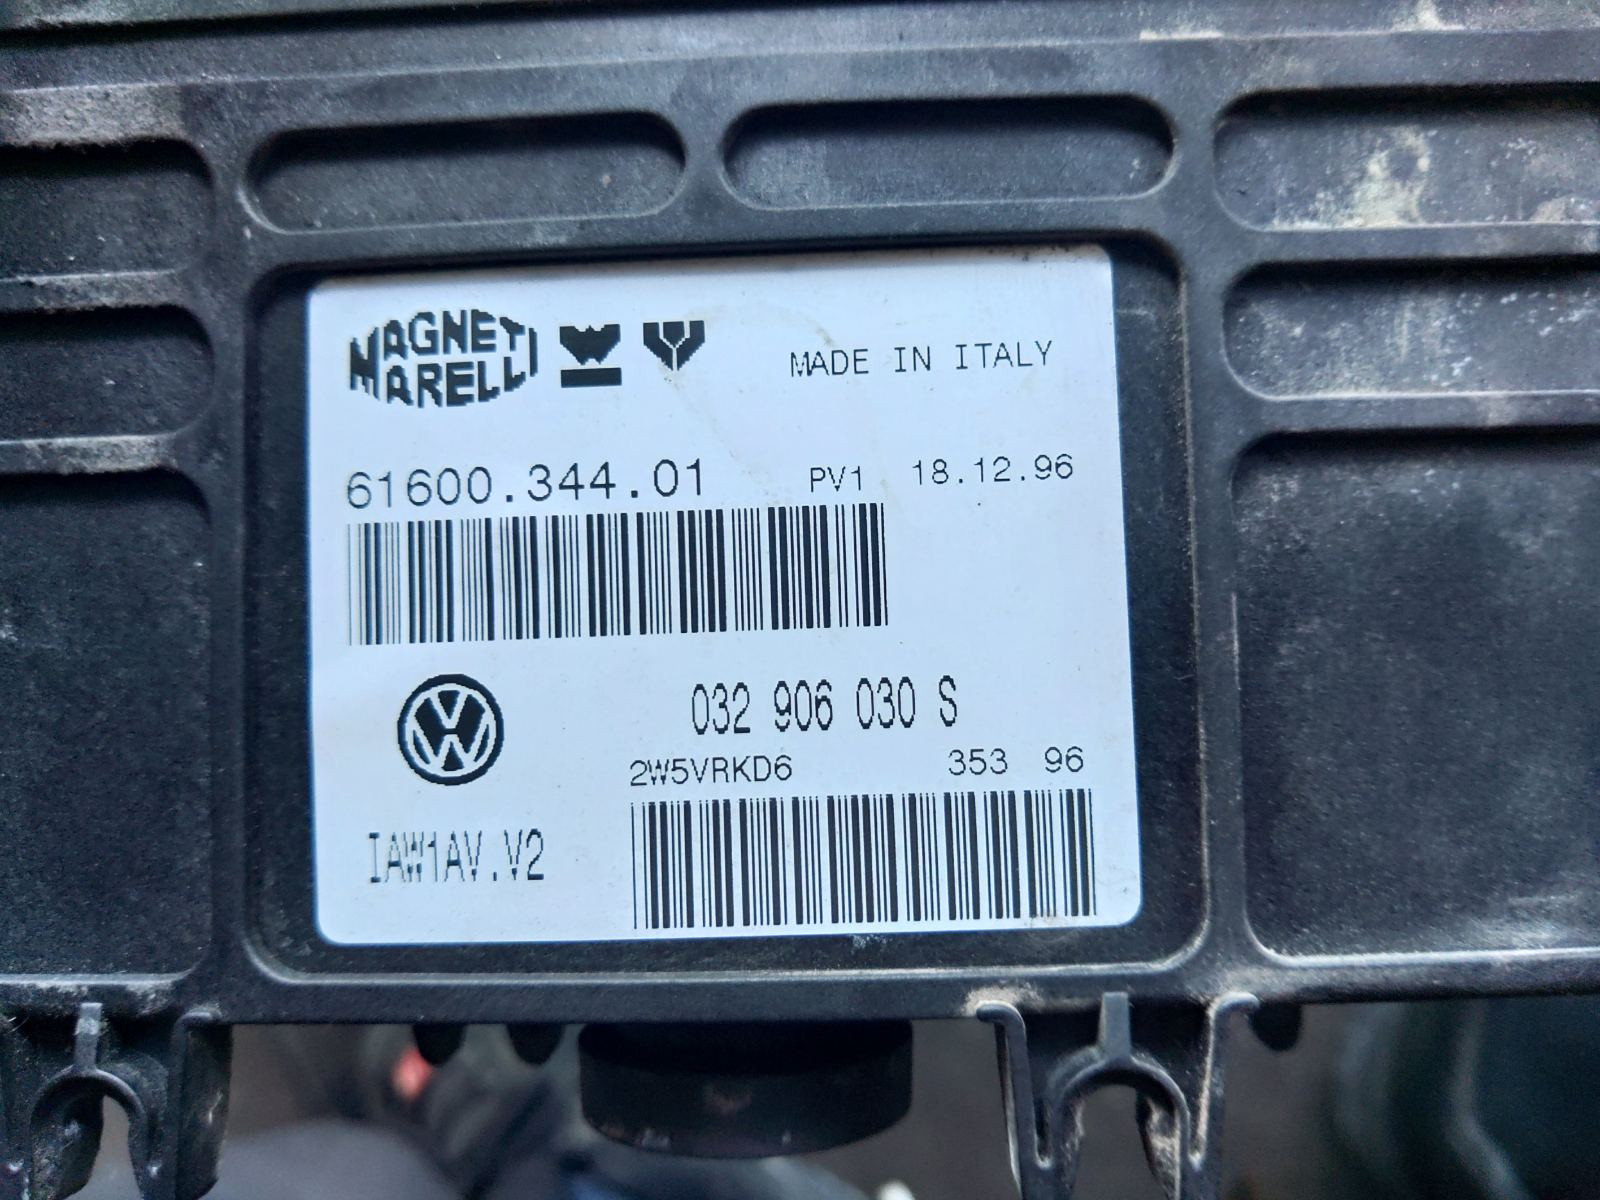 MAGNETI
MARELLI
MADE IN ITALY
61600.344.01 PV1 18.12.96
032 906 030 S
2W5VRKD6 353 96
IAW1AV.V2